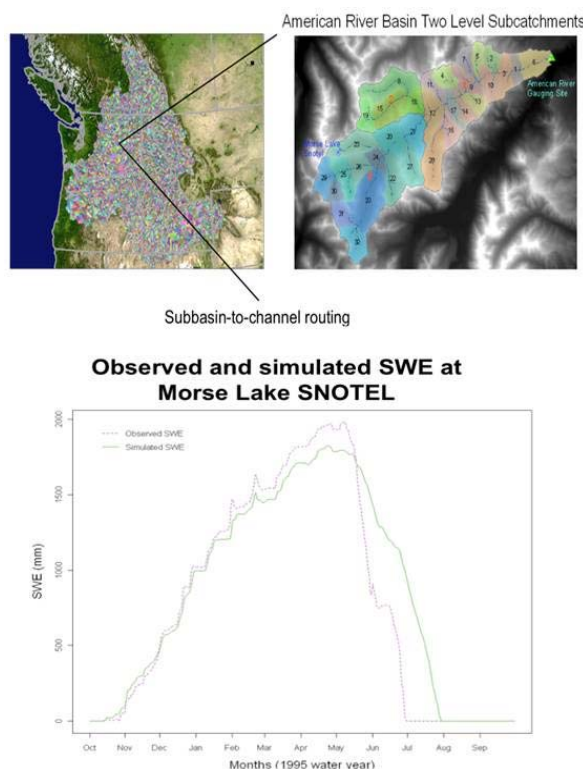 American River Basin Two Level Subcatchments
American River
Gauging Site
Morse Lake
Subbasin-to-channel routing
Observed and simulated SWE at
Morse Lake SNOTEL
Observed SWE
Simulated SWE
SWE (mm)
2000
1500
1000
500
0
Oct Nov Dec Jan Feb Mar Apr May Jun Jul Aug Sep
Months (1995 water year)